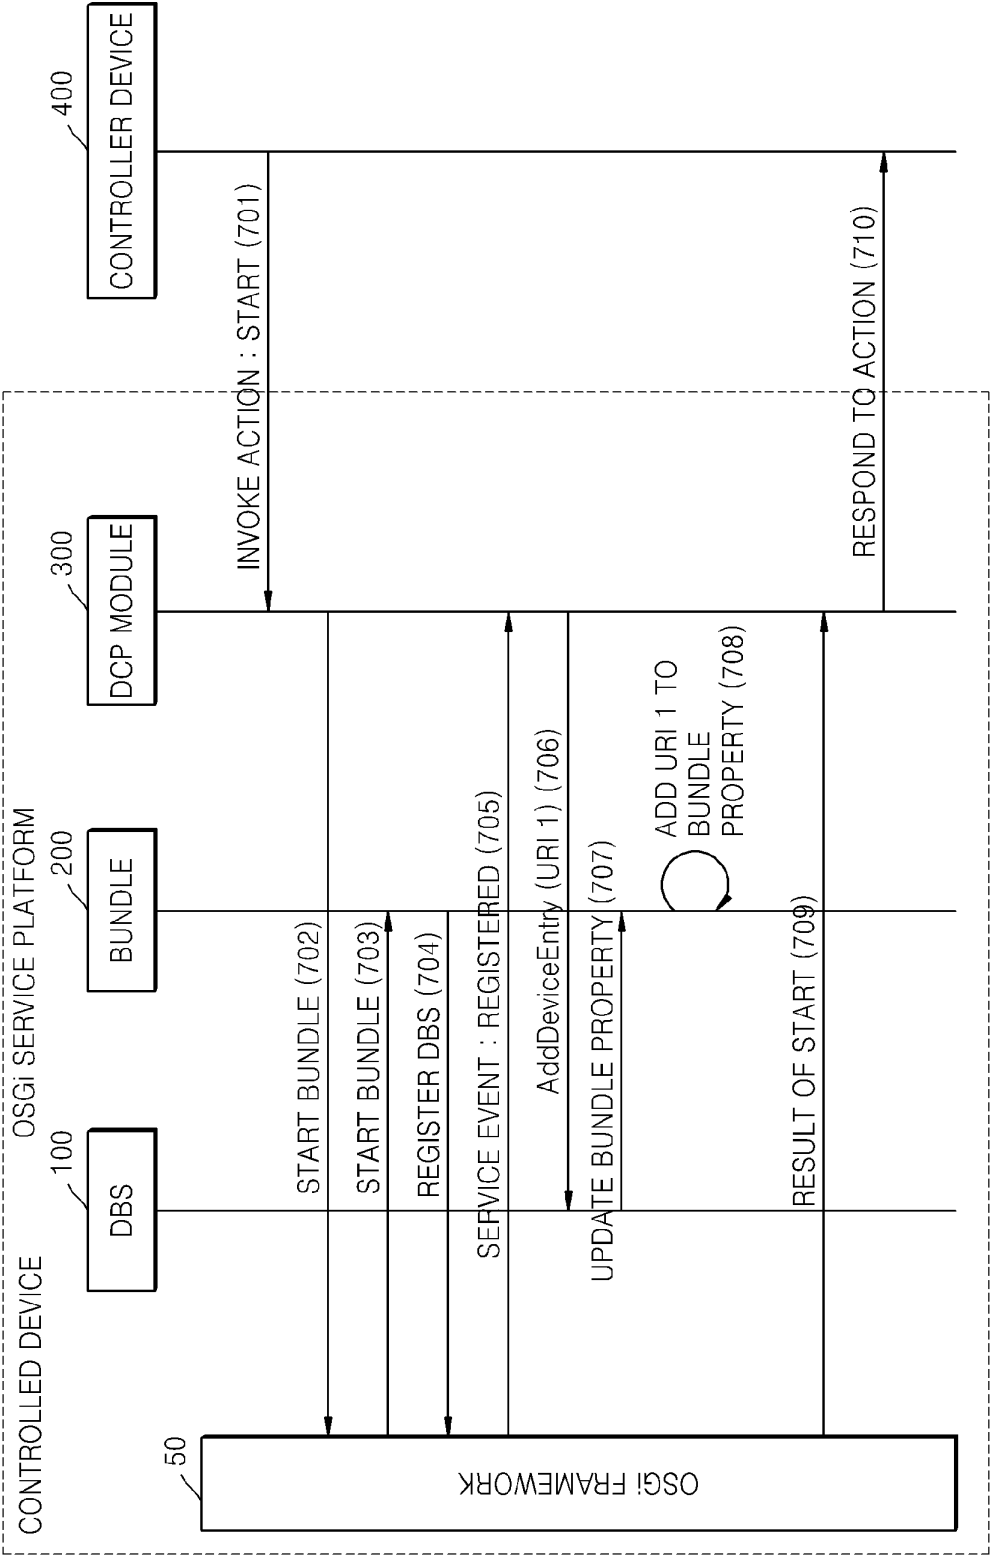 CONTROLLED DEVICE
OSGi SERVICE PLATFORM
50
OSGi FRAMEWORK
100
DBS
200
BUNDLE
300
DCP MODULE
400
CONTROLLER DEVICE
INVOKE ACTION : START (701)
START BUNDLE (702)
START BUNDLE (703)
REGISTER DBS (704)
SERVICE EVENT : REGISTERED (705)
AddDeviceEntry (URI 1) (706)
UPDATE BUNDLE PROPERTY (707)
ADD URI 1 TO
BUNDLE
PROPERTY (708)
RESULT OF START (709)
RESPOND TO ACTION (710)